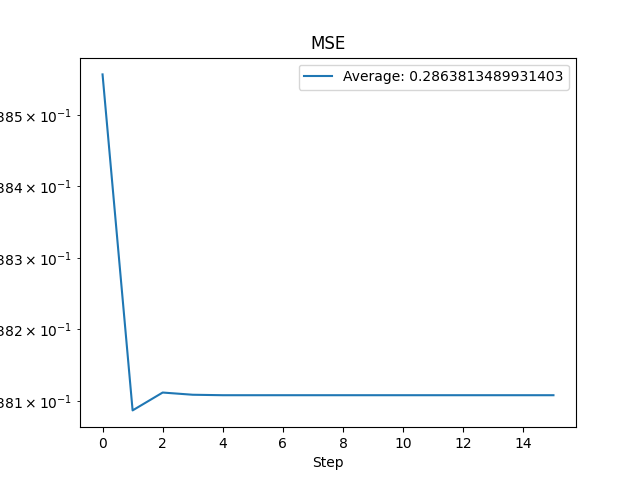 MSE
Average: 0.2863813489931403
385 × 10⁻¹
384 × 10⁻¹
383 × 10⁻¹
382 × 10⁻¹
381 × 10⁻¹
0 2 4 6 8 10 12 14
Step